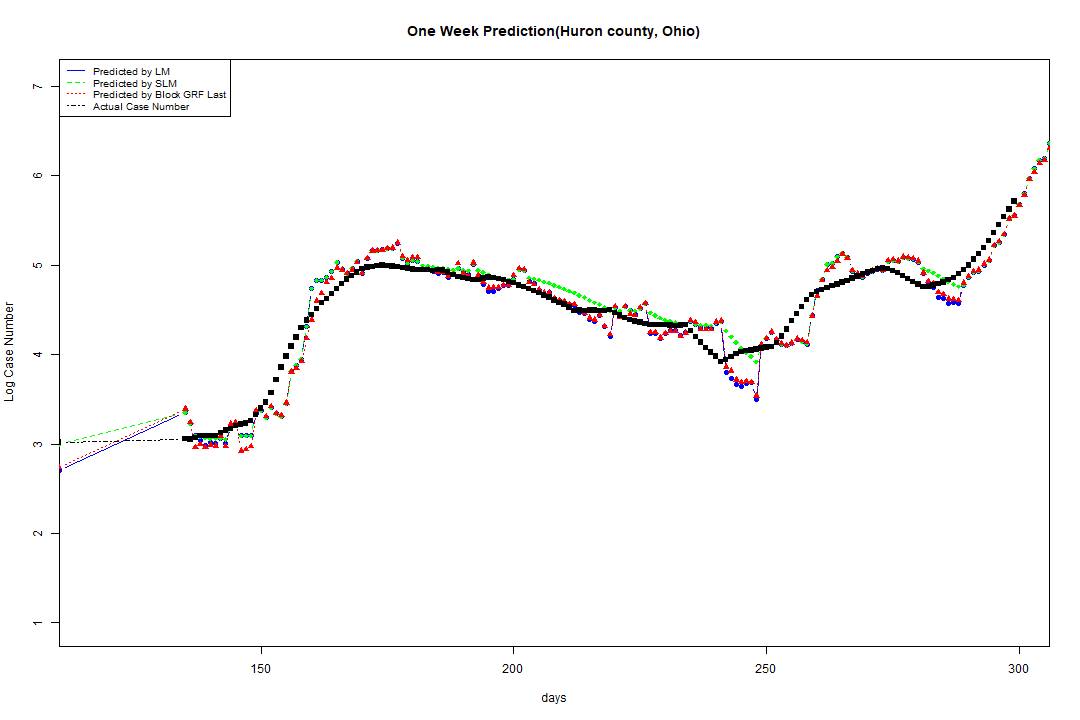 One Week Prediction(Huron county, Ohio)
Predicted by LM
Predicted by SLM
Predicted by Block GRF Last
Actual Case Number
7
6
5
4
3
2
1
Log Case Number
150 200 250 300
days